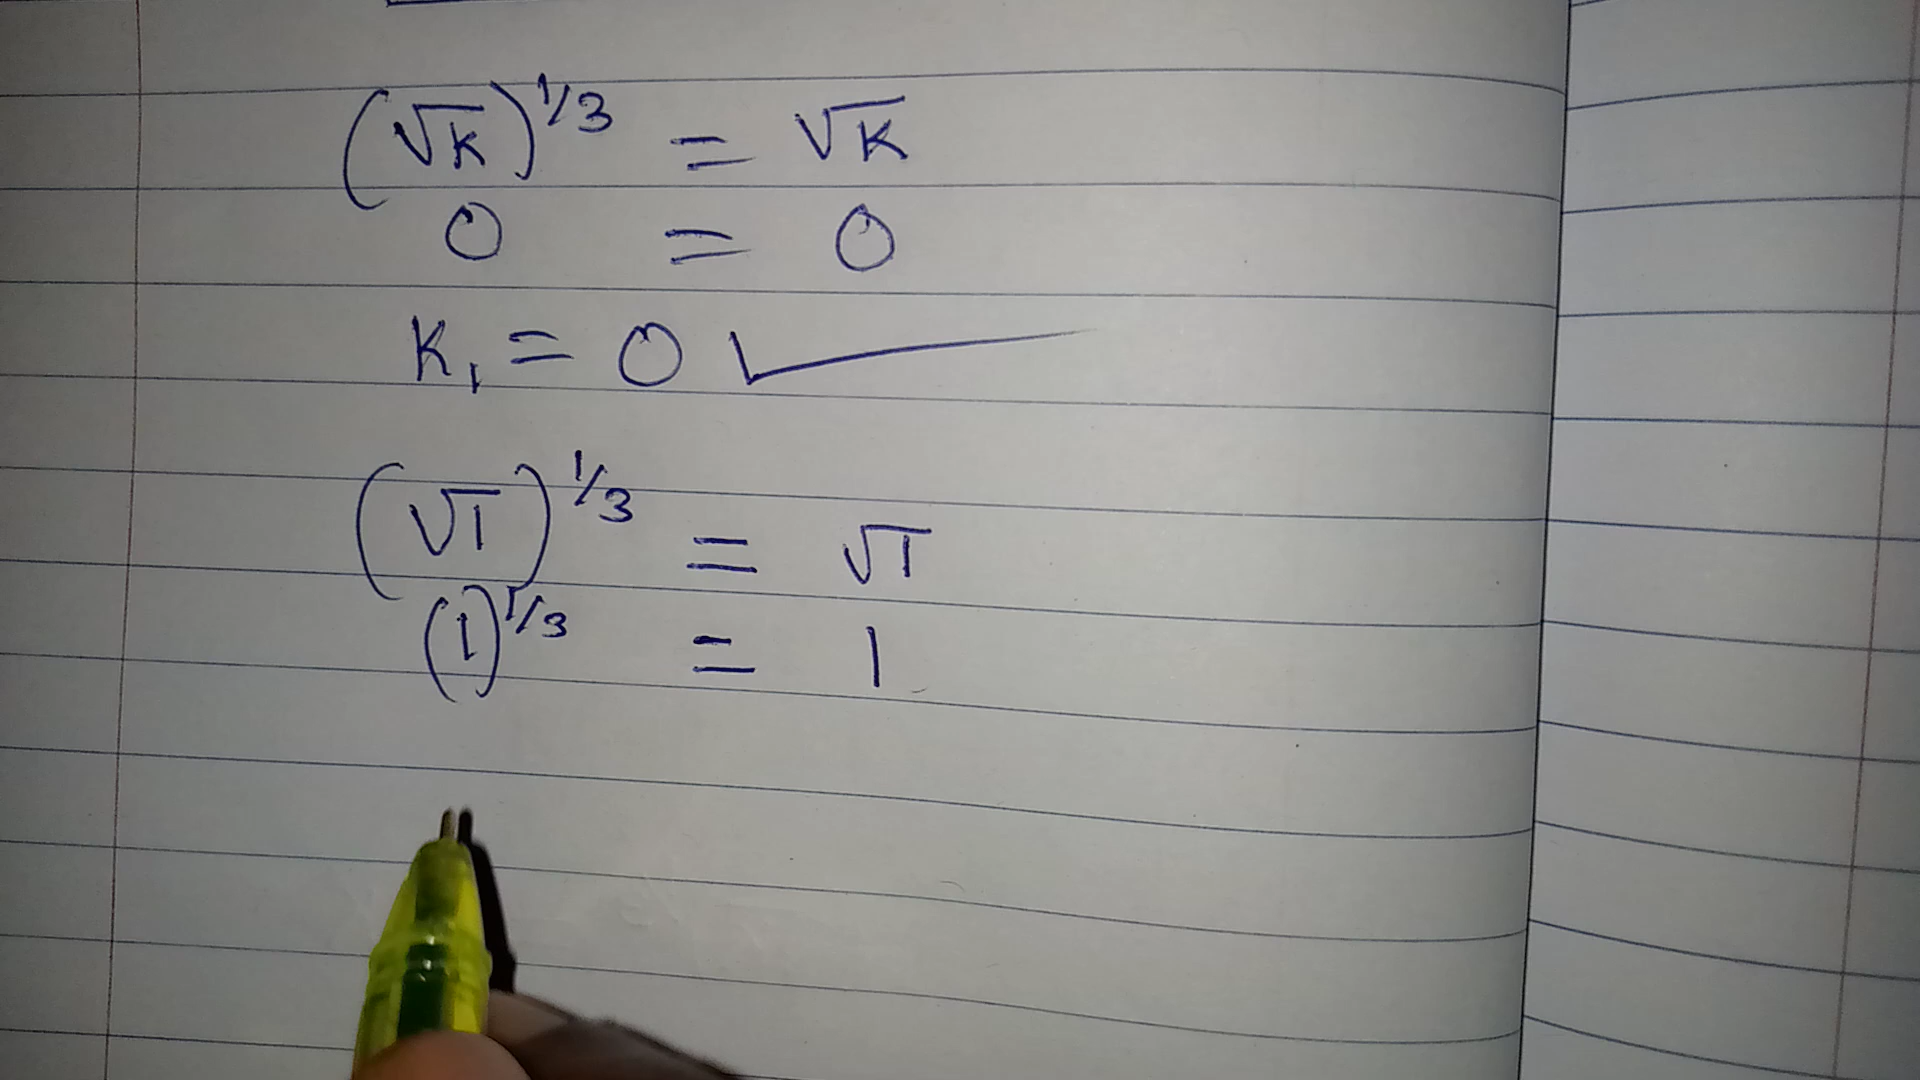 (√K)^1/3 = √K
0 = 0
K₁ = 0 ✓
(√1)^1/3 = √1
(1)^1/3 = 1